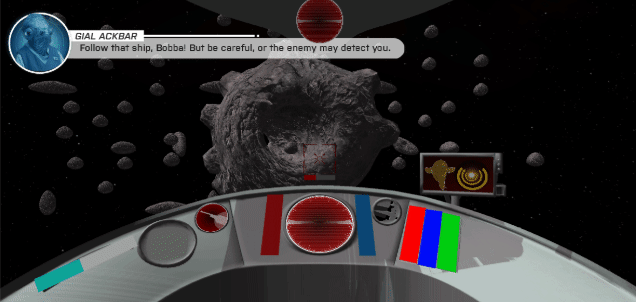 GIAL ACKBAR
Follow that ship, Bobba! But be careful, or the enemy may detect you.